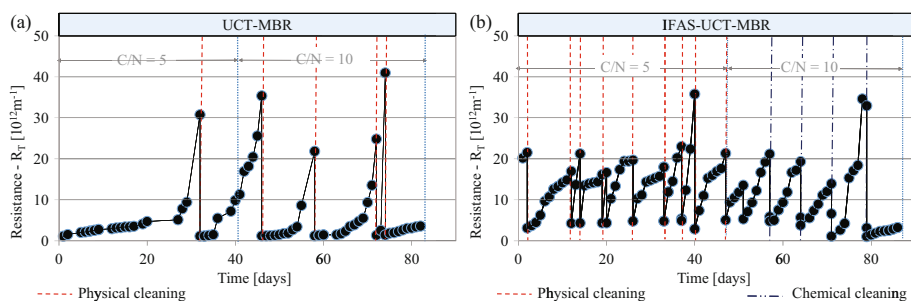 (a) UCT-MBR
50
40
30
20
10
0
Resistance - R_T [10^12 m^-1]
C/N = 5
C/N = 10
0 20 40 60 80
Time [days]
Physical cleaning
(b) IFAS-UCT-MBR
50
40
30
20
10
0
Resistance - R_T [10^12 m^-1]
C/N = 5
C/N = 10
0 20 40 60 80
Time [days]
Physical cleaning
Chemical cleaning